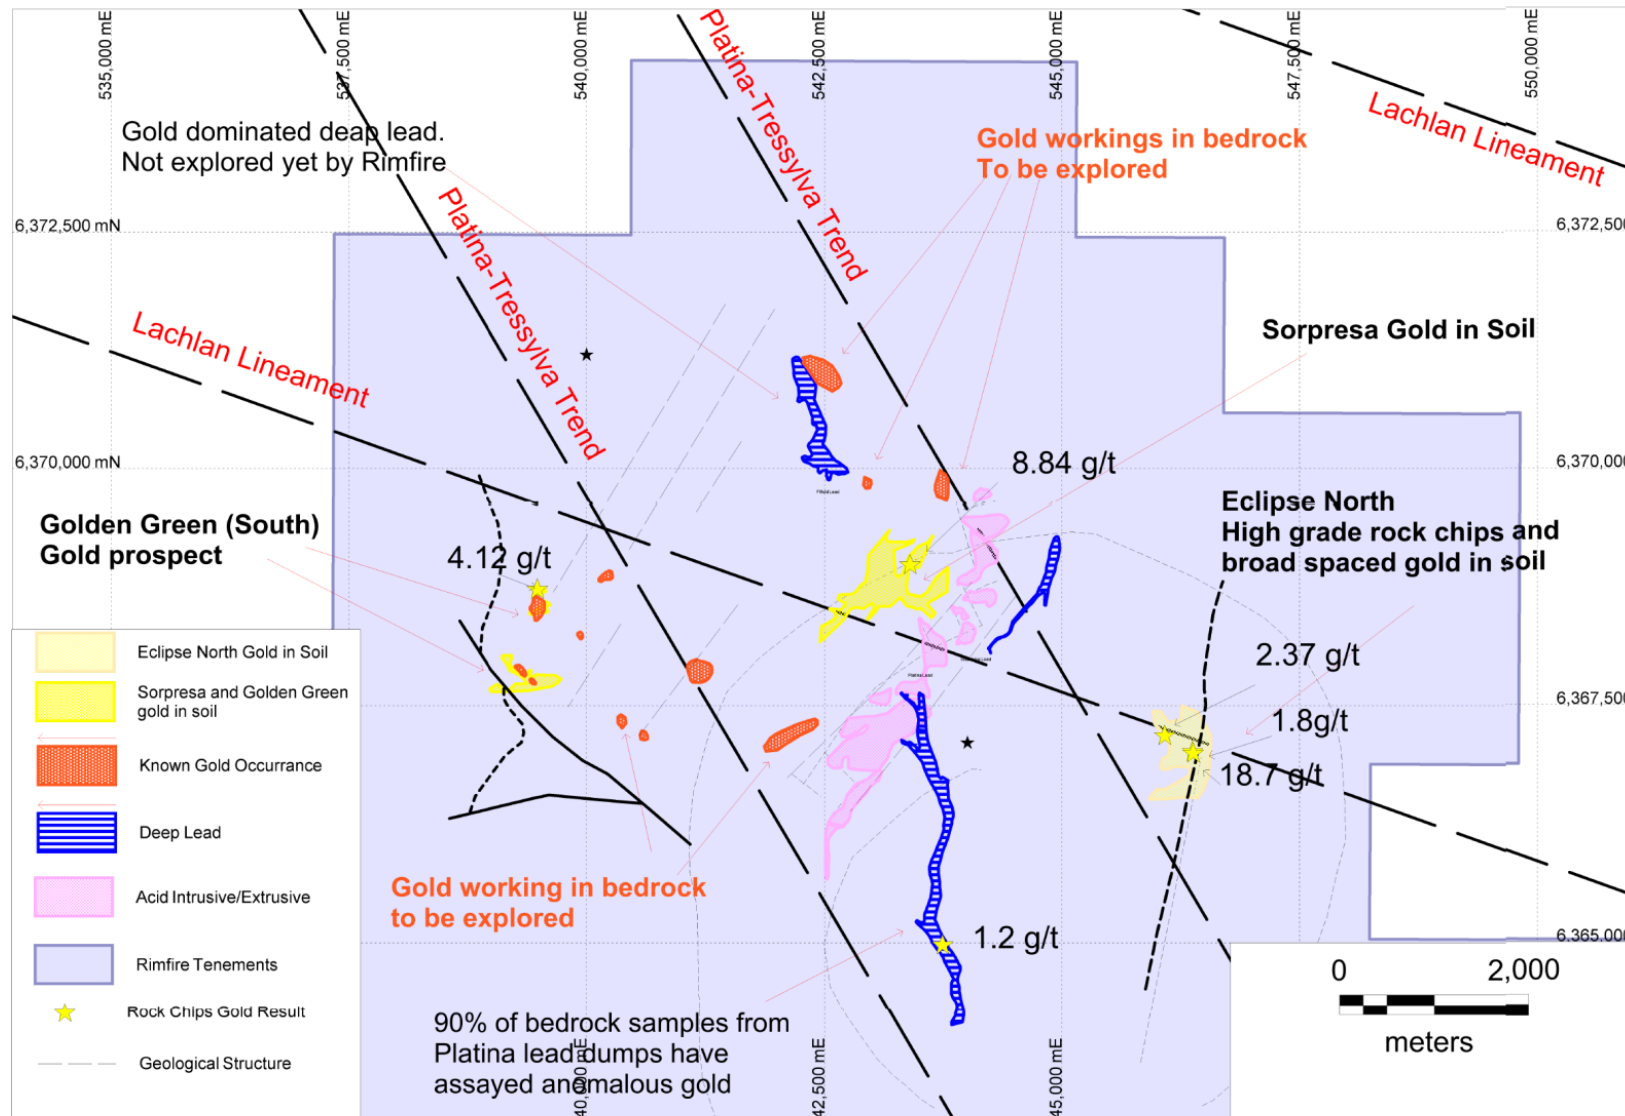 535,000 mE
537,500 mE
540,000 mE
542,500 mE
545,000 mE
547,500 mE
550,000 mE
Platina-Tressylva Trend
Lachlan Lineament
Gold dominated deap lead.
Not explored yet by Rimfire
Gold workings in bedrock
To be explored
Platina-Tressylva Trend
6,372,500 mN
6,372,500
Lachlan Lineament
Sorpresa Gold in Soil
6,370,000 mN
6,370,000
8.84 g/t
Eclipse North
High grade rock chips and
broad spaced gold in soil
Golden Green (South)
Gold prospect
4.12 g/t
Platina Lead
2.37 g/t
1.8g/t
18.7 g/t
6,367,500
Eclipse North Gold in Soil
Sorpresa and Golden Green
gold in soil
Known Gold Occurrance
Deep Lead
Acid Intrusive/Extrusive
Rimfire Tenements
Rock Chips Gold Result
Geological Structure
Gold working in bedrock
to be explored
1.2 g/t
6,365,000
90% of bedrock samples from
Platina lead dumps have
assayed anomalous gold
0 2,000
meters
40,000 mE
42,500 mE
45,000 mE